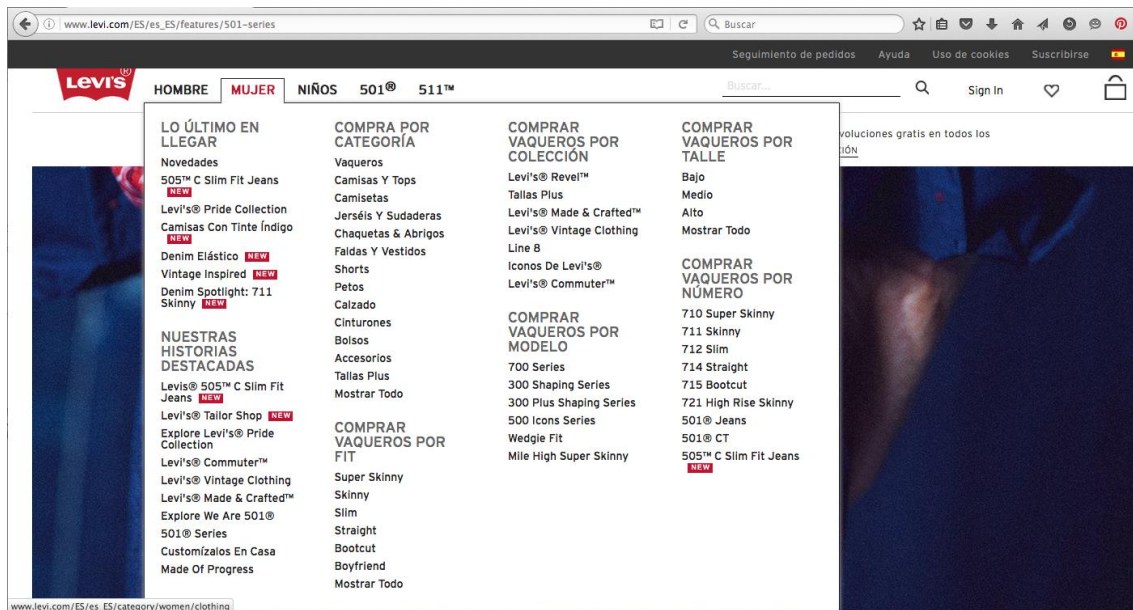 www.levi.com/ES/es_ES/features/501-series
Buscar
Seguimiento de pedidos Ayuda Uso de cookies Suscribirse
LEVI'S®
HOMBRE MUJER NIÑOS 501® 511™
Buscar...
Sign In
voluciones gratis en todos los
IÓN
LO ÚLTIMO EN
LLEGAR
Novedades
505™ C Slim Fit Jeans
NEW
Levi's® Pride Collection
Camisas Con Tinte Índigo
NEW
Denim Elástico NEW
Vintage Inspired NEW
Denim Spotlight: 711
Skinny NEW
NUESTRAS
HISTORIAS
DESTACADAS
Levis® 505™ C Slim Fit
Jeans NEW
Levi's® Tailor Shop NEW
Explore Levi's® Pride
Collection
Levi's® Commuter™
Levi's® Vintage Clothing
Levi's® Made & Crafted™
Explore We Are 501®
501® Series
Customízalos En Casa
Made Of Progress
COMPRA POR
CATEGORÍA
Vaqueros
Camisas Y Tops
Camisetas
Jerséis Y Sudaderas
Chaquetas & Abrigos
Faldas Y Vestidos
Shorts
Petos
Calzado
Cinturones
Bolsos
Accesorios
Tallas Plus
Mostrar Todo
COMPRAR
VAQUEROS POR
FIT
Super Skinny
Skinny
Slim
Straight
Bootcut
Boyfriend
Mostrar Todo
COMPRAR
VAQUEROS POR
COLECCIÓN
Levi's® Revel™
Tallas Plus
Levi's® Made & Crafted™
Levi's® Vintage Clothing
Line 8
Iconos De Levi's®
Levi's® Commuter™
COMPRAR
VAQUEROS POR
MODELO
700 Series
300 Shaping Series
300 Plus Shaping Series
500 Icons Series
Wedgie Fit
Mile High Super Skinny
COMPRAR
VAQUEROS POR
TALLE
Bajo
Medio
Alto
Mostrar Todo
COMPRAR
VAQUEROS POR
NÚMERO
710 Super Skinny
711 Skinny
712 Slim
714 Straight
715 Bootcut
721 High Rise Skinny
501® Jeans
501® CT
505™ C Slim Fit Jeans
NEW
www.levi.com/ES/es_ES/category/women/clothing